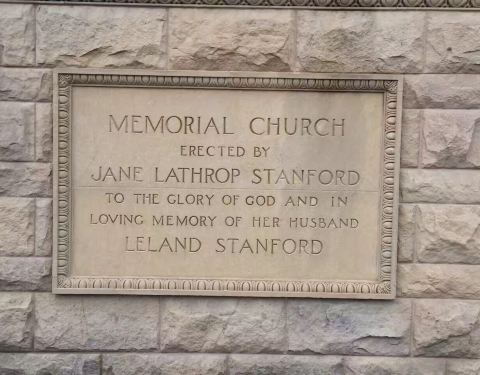 MEMORIAL CHURCH
ERECTED BY
JANE LATHROP STANFORD
TO THE GLORY OF GOD AND IN
LOVING MEMORY OF HER HUSBAND
LELAND STANFORD